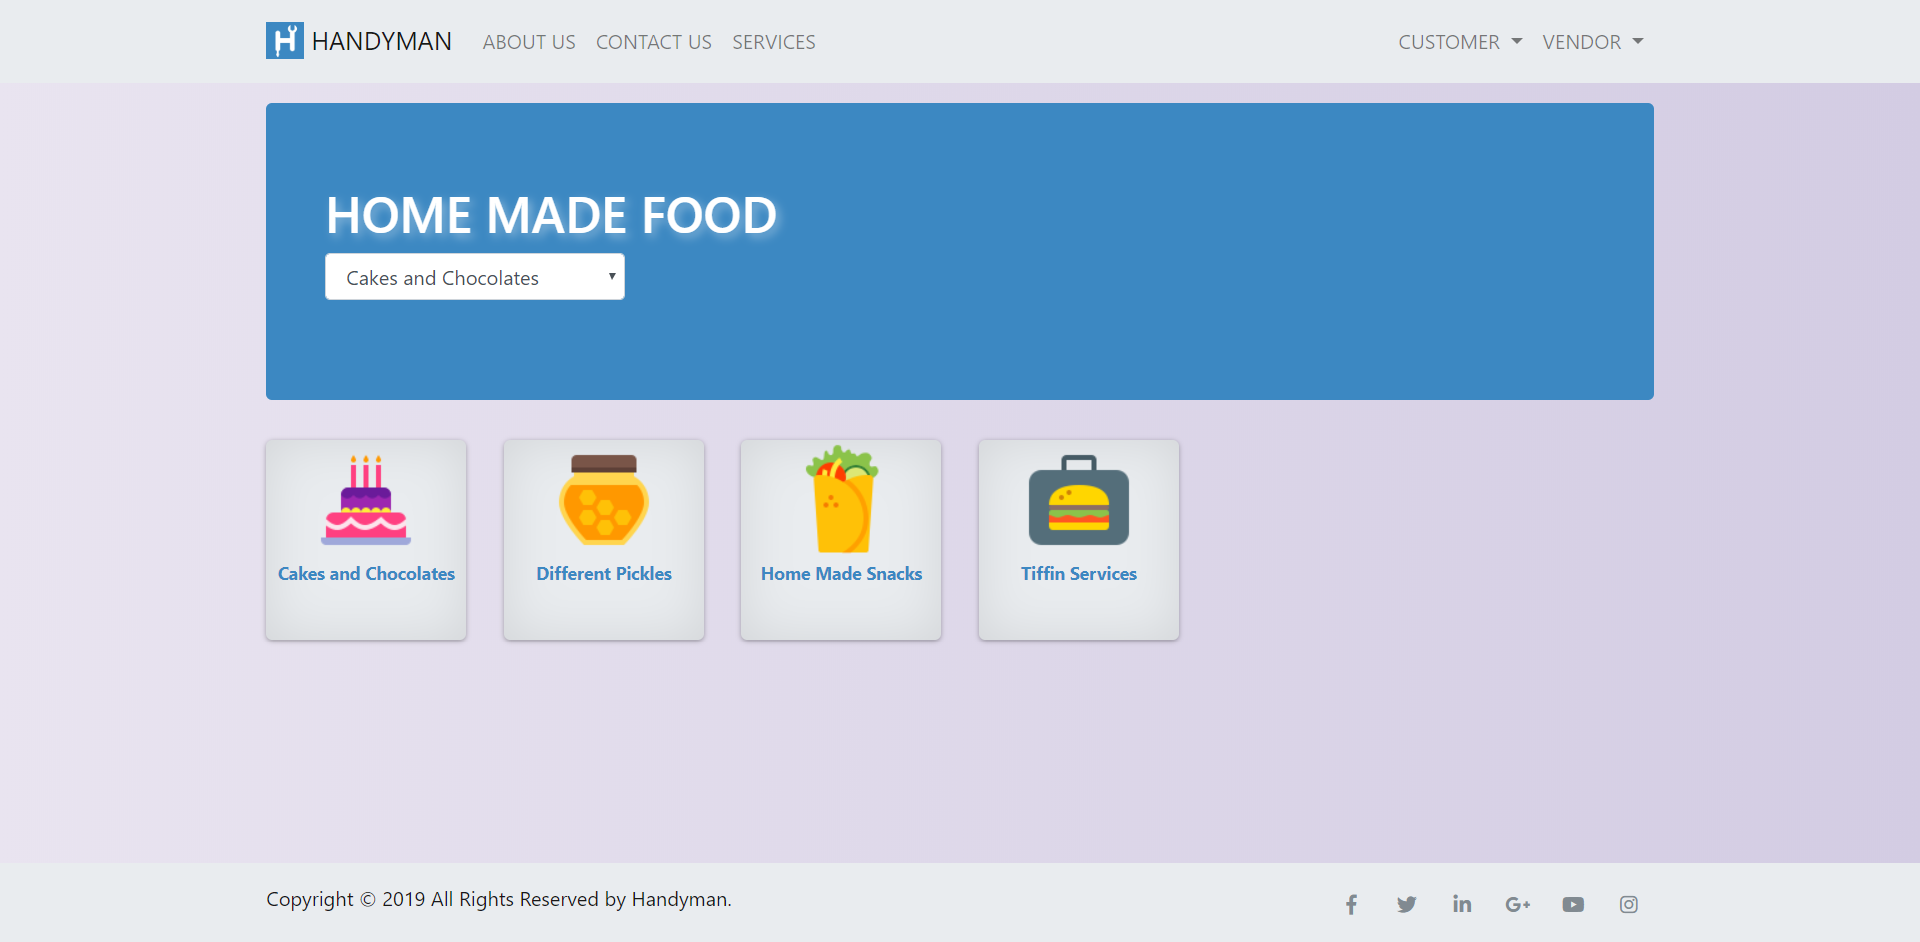 HANDYMAN ABOUT US CONTACT US SERVICES CUSTOMER VENDOR
HOME MADE FOOD
Cakes and Chocolates
Cakes and Chocolates Different Pickles Home Made Snacks Tiffin Services
Copyright © 2019 All Rights Reserved by Handyman.